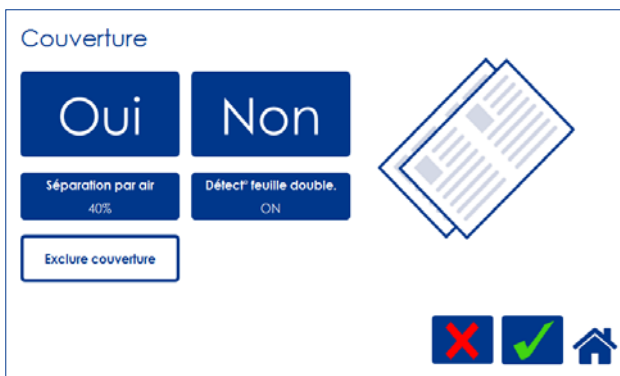 Couverture
Oui
Non
Séparation par air
40%
Détect° feuille double.
ON
Exclure couverture